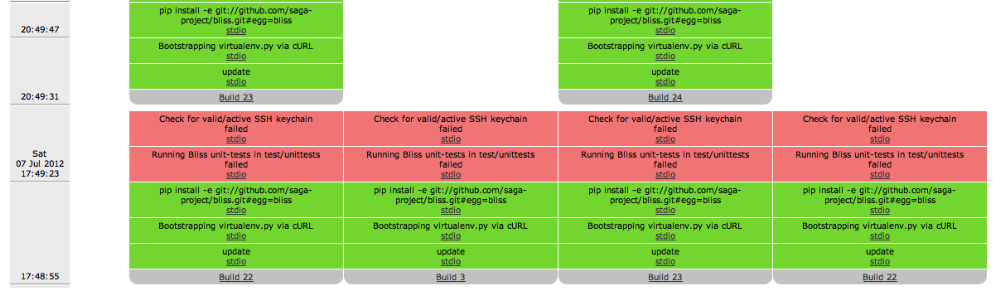 pip install -e git://github.com/saga-
project/bliss.git#egg=bliss
stdio
pip install -e git://github.com/saga-
project/bliss.git#egg=bliss
stdio
20:49:47
Bootstrapping virtualenv.py via cURL
stdio
Bootstrapping virtualenv.py via cURL
stdio
update
stdio
update
stdio
20:49:31
Build 23
Build 24
Check for valid/active SSH keychain
failed
stdio
Check for valid/active SSH keychain
failed
stdio
Check for valid/active SSH keychain
failed
stdio
Check for valid/active SSH keychain
failed
stdio
Sat
07 Jul 2012
17:49:23
Running Bliss unit-tests in test/unittests
failed
stdio
Running Bliss unit-tests in test/unittests
failed
stdio
Running Bliss unit-tests in test/unittests
failed
stdio
Running Bliss unit-tests in test/unittests
failed
stdio
pip install -e git://github.com/saga-
project/bliss.git#egg=bliss
stdio
pip install -e git://github.com/saga-
project/bliss.git#egg=bliss
stdio
pip install -e git://github.com/saga-
project/bliss.git#egg=bliss
stdio
pip install -e git://github.com/saga-
project/bliss.git#egg=bliss
stdio
Bootstrapping virtualenv.py via cURL
stdio
Bootstrapping virtualenv.py via cURL
stdio
Bootstrapping virtualenv.py via cURL
stdio
Bootstrapping virtualenv.py via cURL
stdio
update
stdio
update
stdio
update
stdio
update
stdio
17:48:55
Build 22
Build 3
Build 23
Build 22